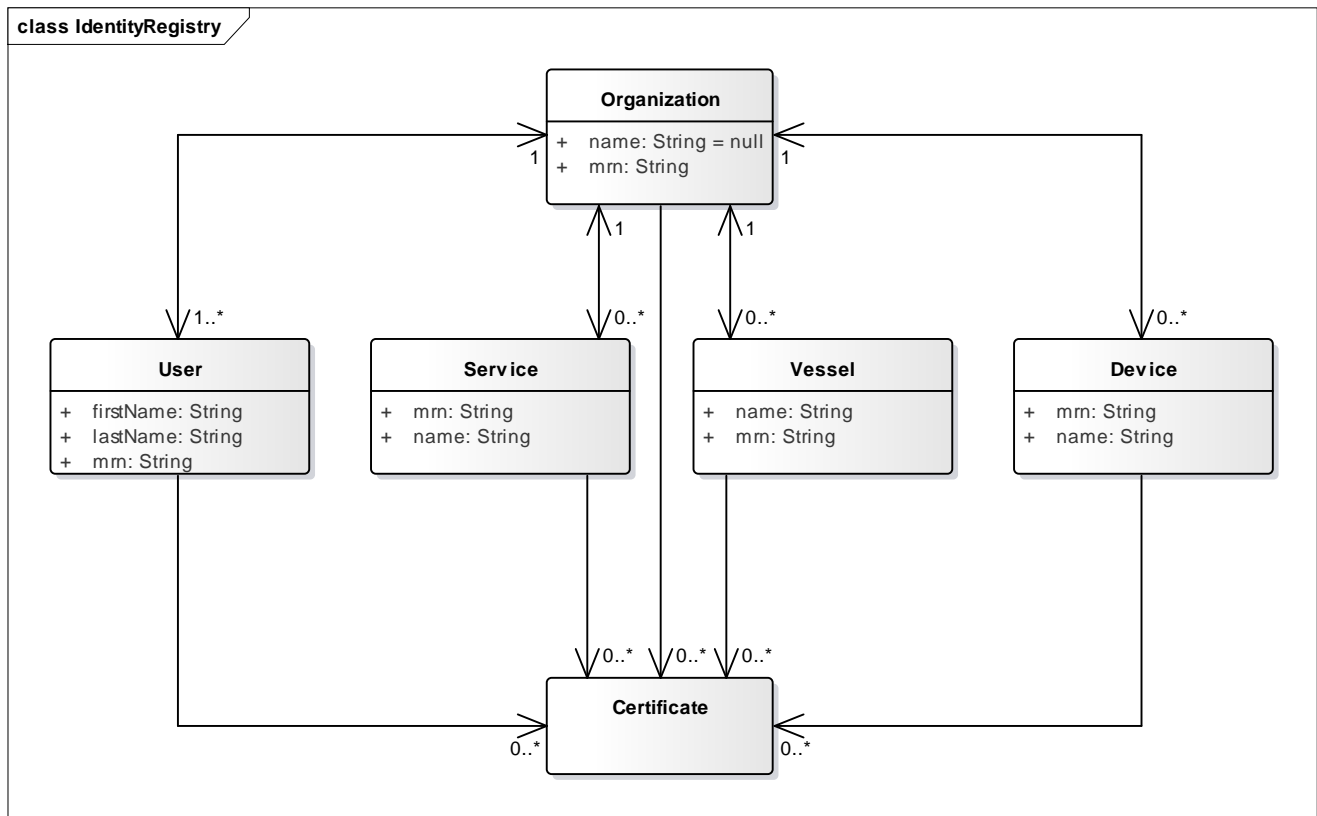 class IdentityRegistry
Organization
+ name: String = null
+ mrn: String
1
1
1
1
1..*
0..*
0..*
0..*
User
+ firstName: String
+ lastName: String
+ mrn: String
Service
+ mrn: String
+ name: String
Vessel
+ name: String
+ mrn: String
Device
+ mrn: String
+ name: String
0..*
0..*
0..*
Certificate
0..*
0..*